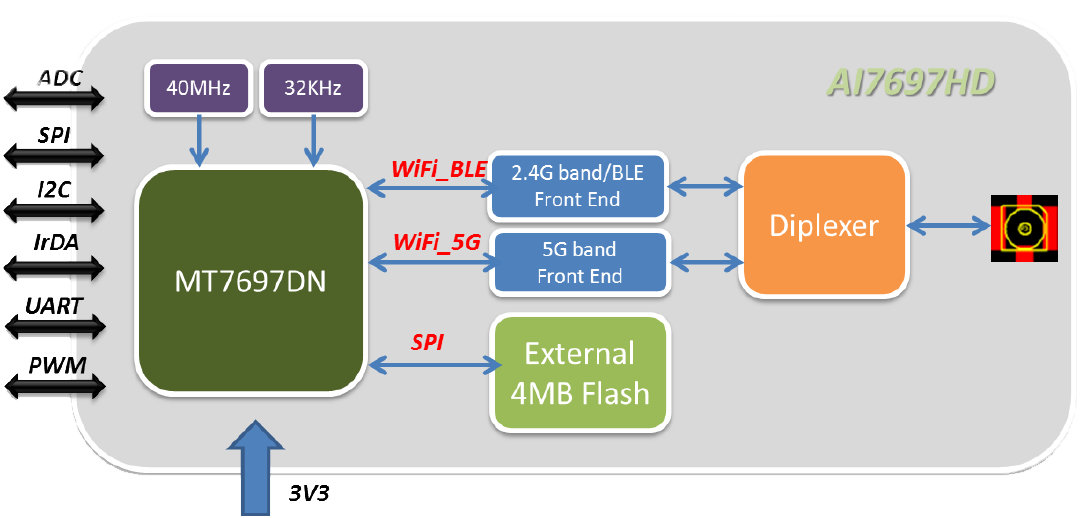 AI7697HD
ADC
SPI
I2C
IrDA
UART
PWM
40MHz
32KHz
MT7697DN
WiFi_BLE
WiFi_5G
SPI
2.4G band/BLE
Front End
5G band
Front End
External
4MB Flash
Diplexer
3V3